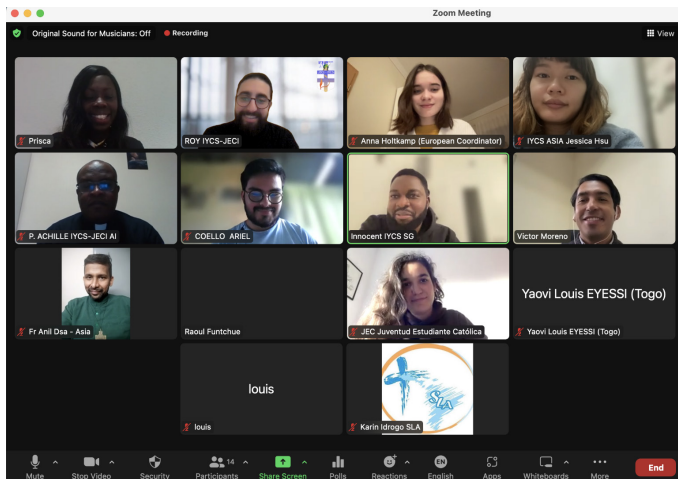 Zoom Meeting
Original Sound for Musicians: Off
Recording
View
Prisca
ROY IYCS-JECI
Anna Holtkamp (European Coordinator)
IYCS ASIA Jessica Hsu
P. ACHILLE IYCS-JECI AI
COELLO ARIEL
Innocent IYCS SG
Victor Moreno
Fr Anil Dsa - Asia
Raoul Funtchue
JEC Juventud Estudiante Católica
Yaovi Louis EYESSI (Togo)
Yaovi Louis EYESSI (Togo)
louis
louis
SLA
Karin Idrogo SLA
Mute
Stop Video
Security
14
Participants
Share Screen
Polls
Reactions
EN
English
Apps
Whiteboards
More
End